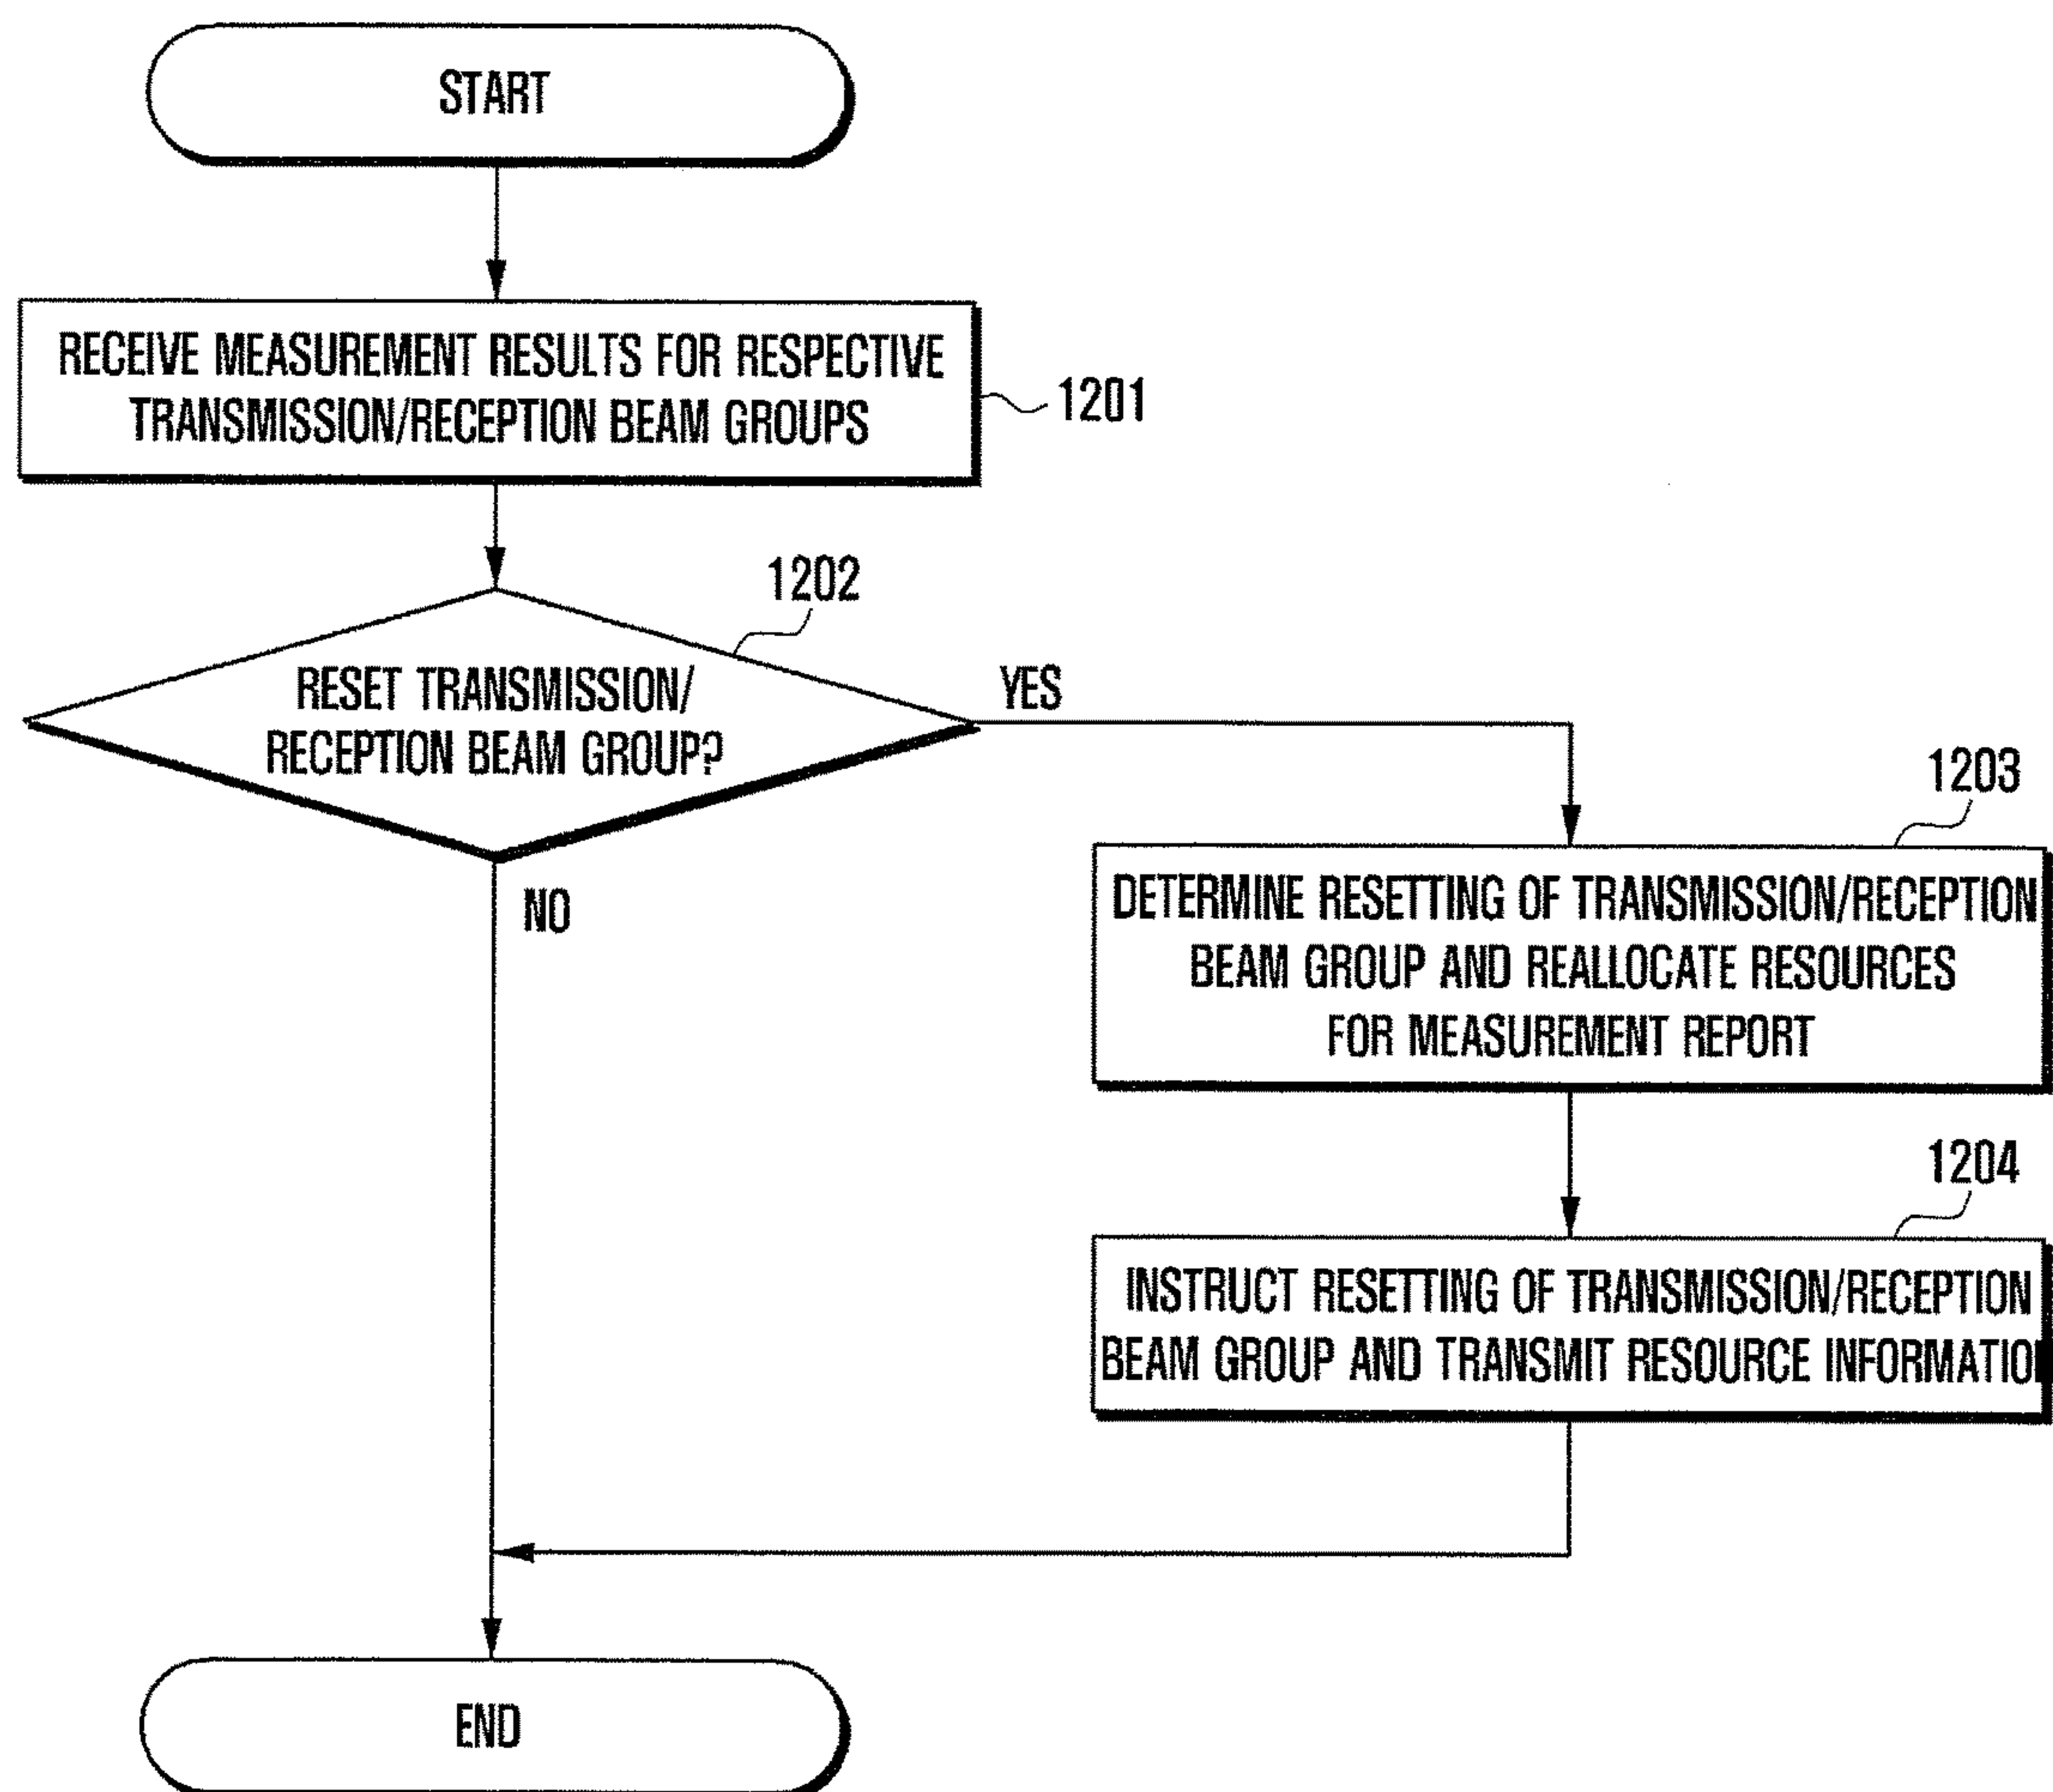 START
RECEIVE MEASUREMENT RESULTS FOR RESPECTIVE
TRANSMISSION/RECEPTION BEAM GROUPS
1201
1202
RESET TRANSMISSION/
RECEPTION BEAM GROUP?
YES
NO
1203
DETERMINE RESETTING OF TRANSMISSION/RECEPTION
BEAM GROUP AND REALLOCATE RESOURCES
FOR MEASUREMENT REPORT
1204
INSTRUCT RESETTING OF TRANSMISSION/RECEPTION
BEAM GROUP AND TRANSMIT RESOURCE INFORMATION
END